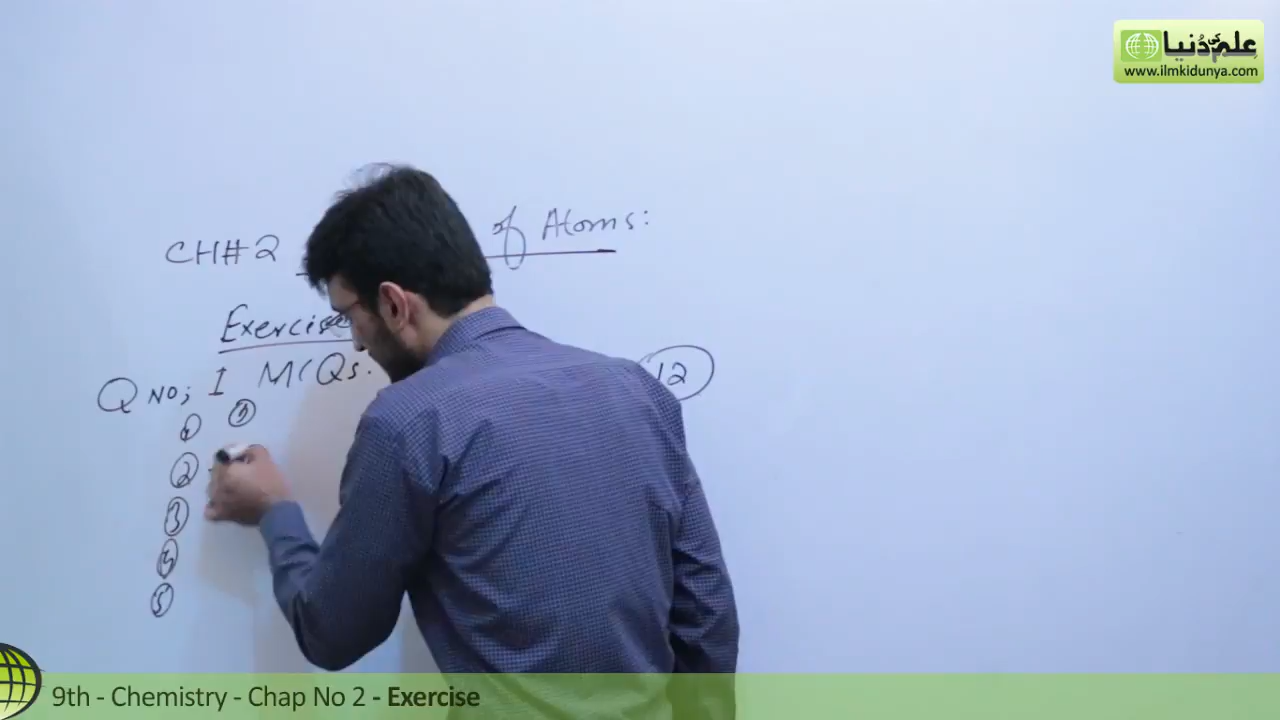 علم کی دنیا
www.ilmkidunya.com
CH#2 of Atoms:
Exercise
Q NO; I MCQs. 12
1
2
3
4
5
9th - Chemistry - Chap No 2 - Exercise